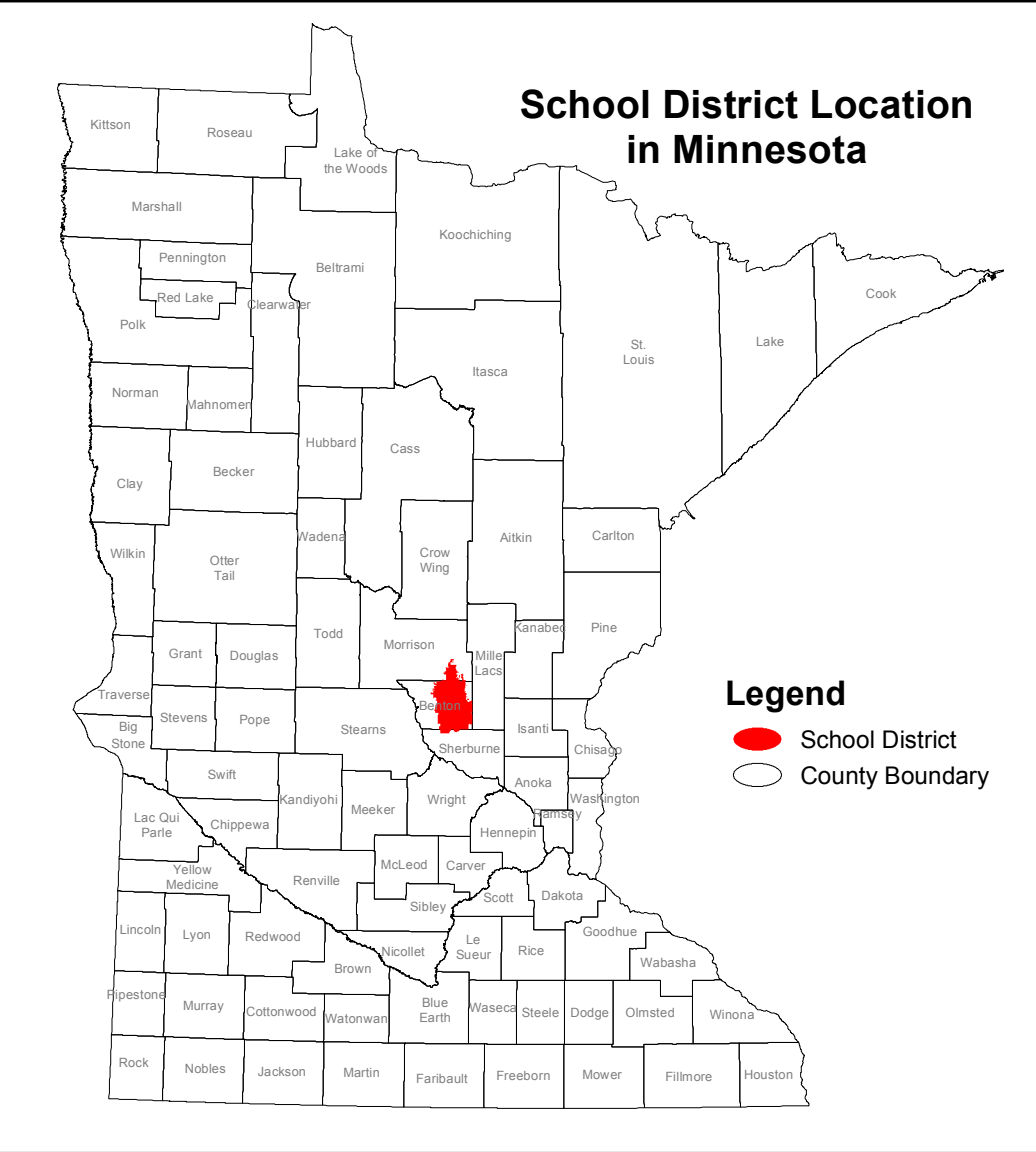 School District Location
in Minnesota
Kittson
Roseau
Lake of
the Woods
Marshall
Koochiching
Pennington
Beltrami
Red Lake
Clearwater
Cook
Polk
St.
Louis
Lake
Itasca
Norman
Mahnomen
Hubbard
Cass
Becker
Clay
Wadena
Aitkin
Carlton
Wilkin
Crow
Wing
Otter
Tail
Todd
Kanabec
Pine
Morrison
Grant
Douglas
Mille
Lacs
Traverse
Benton
Legend
School District
County Boundary
Stevens
Pope
Stearns
Isanti
Big
Stone
Sherburne
Chisago
Swift
Anoka
Kandiyohi
Wright
Washington
Meeker
Ramsey
Lac Qui
Parle
Chippewa
Hennepin
McLeod
Carver
Yellow
Medicine
Renville
Scott
Dakota
Sibley
Lincoln
Lyon
Redwood
Goodhue
Le
Sueur
Rice
Nicollet
Brown
Wabasha
Pipestone
Murray
Cottonwood
Watonwan
Blue
Earth
Waseca
Steele
Dodge
Olmsted
Winona
Rock
Nobles
Jackson
Martin
Faribault
Freeborn
Mower
Fillmore
Houston